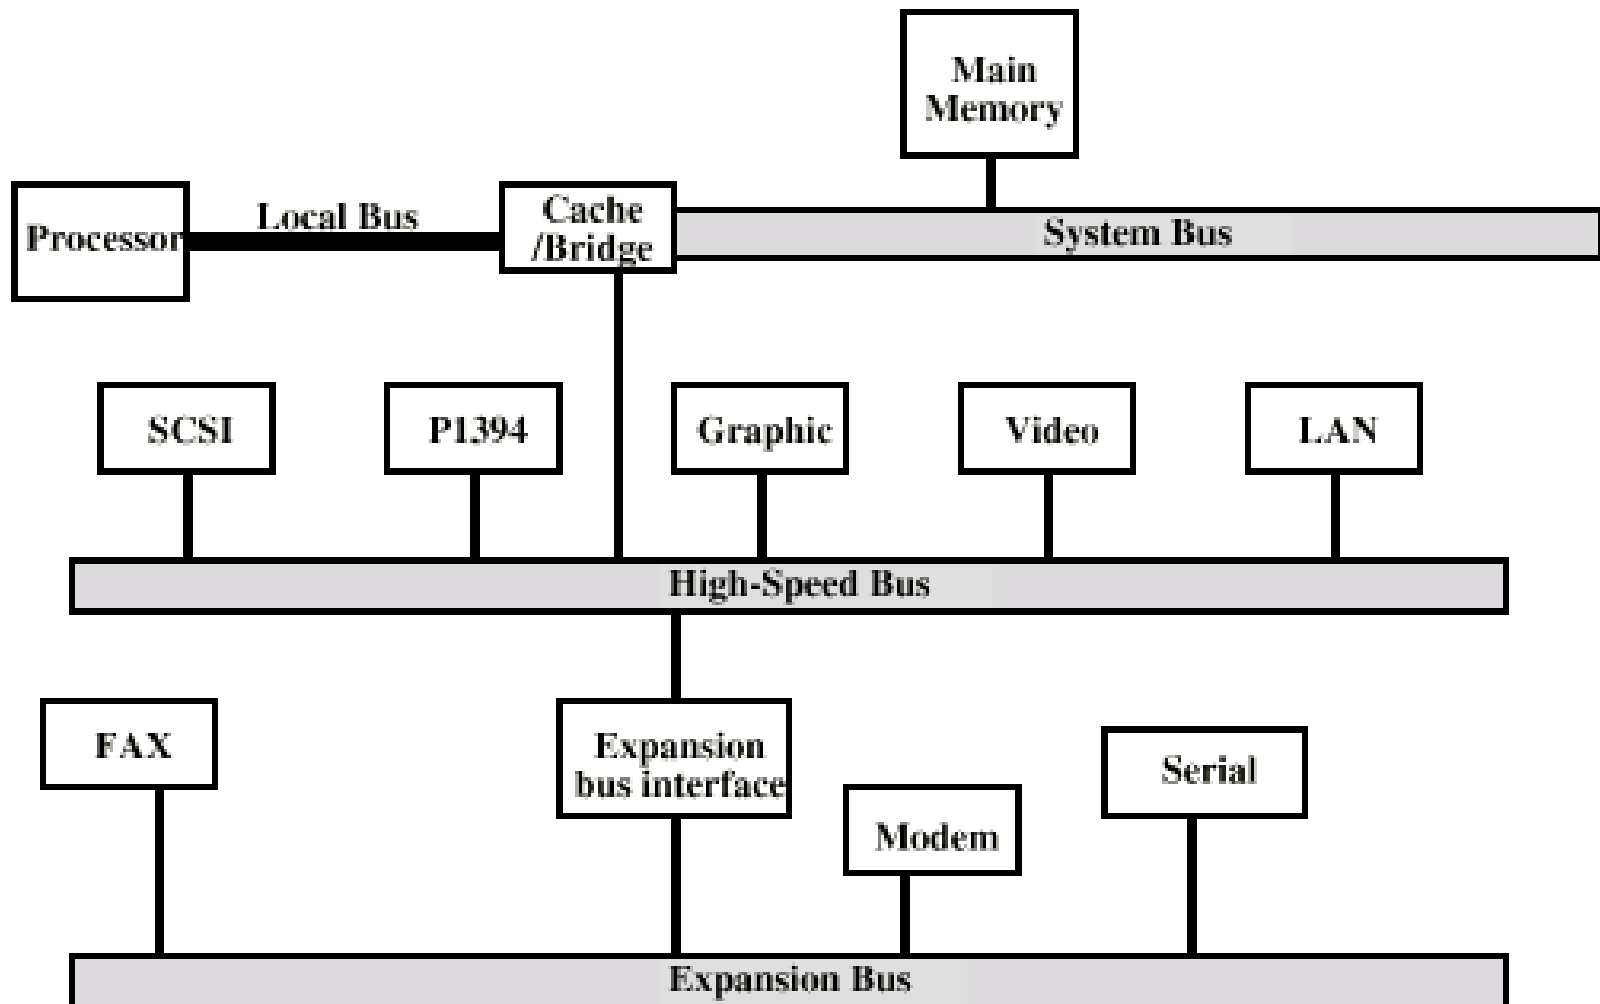 Main
Memory
Processor
Local Bus
Cache
/Bridge
System Bus
SCSI
P1394
Graphic
Video
LAN
High-Speed Bus
FAX
Expansion
bus interface
Modem
Serial
Expansion Bus